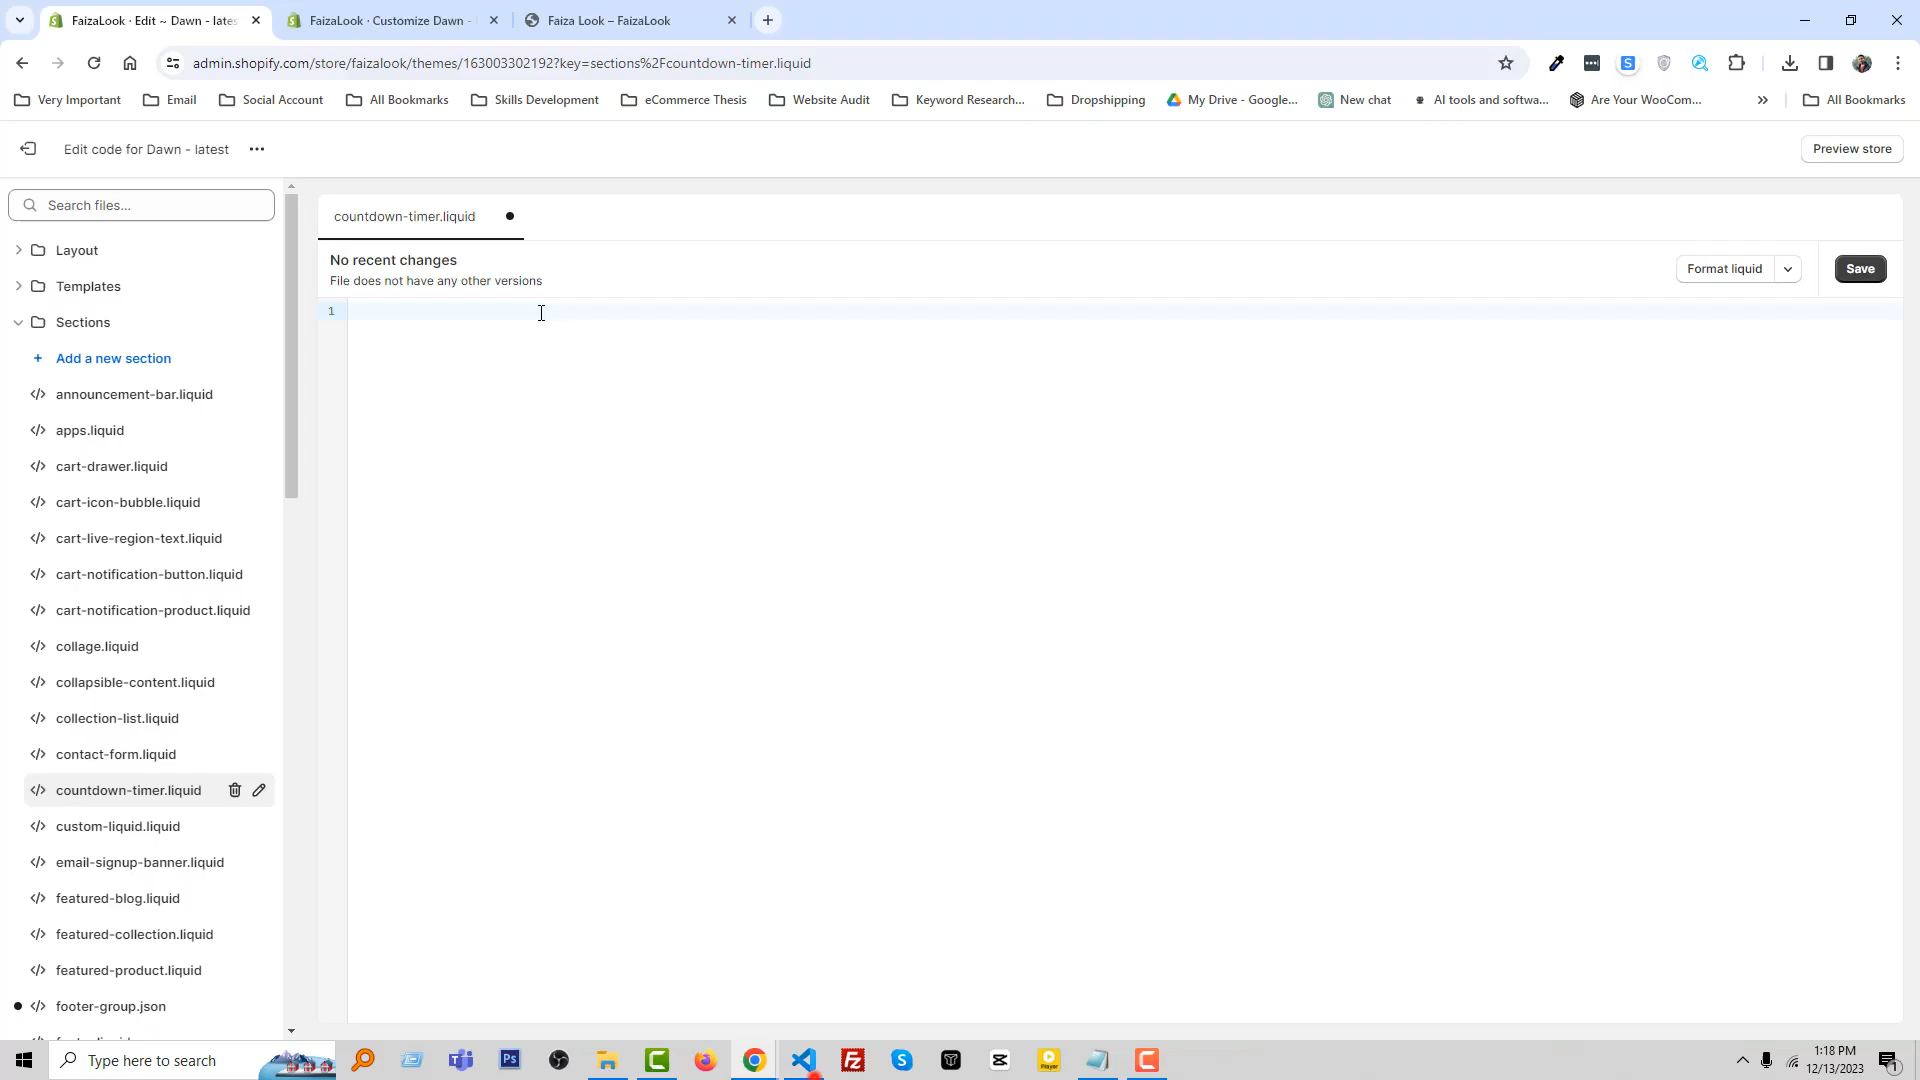 FaizaLook · Edit ~ Dawn - lates
FaizaLook · Customize Dawn -
Faiza Look – FaizaLook
admin.shopify.com/store/faizalook/themes/163003302192?key=sections%2Fcountdown-timer.liquid
Very Important
Email
Social Account
All Bookmarks
Skills Development
eCommerce Thesis
Website Audit
Keyword Research...
Dropshipping
My Drive - Google...
New chat
AI tools and softwa...
Are Your WooCom...
All Bookmarks
Edit code for Dawn - latest
Preview store
Search files...
countdown-timer.liquid
Layout
No recent changes
File does not have any other versions
Format liquid
Save
Templates
1
Sections
Add a new section
announcement-bar.liquid
apps.liquid
cart-drawer.liquid
cart-icon-bubble.liquid
cart-live-region-text.liquid
cart-notification-button.liquid
cart-notification-product.liquid
collage.liquid
collapsible-content.liquid
collection-list.liquid
contact-form.liquid
countdown-timer.liquid
custom-liquid.liquid
email-signup-banner.liquid
featured-blog.liquid
featured-collection.liquid
featured-product.liquid
footer-group.json
Type here to search
1:18 PM
12/13/2023